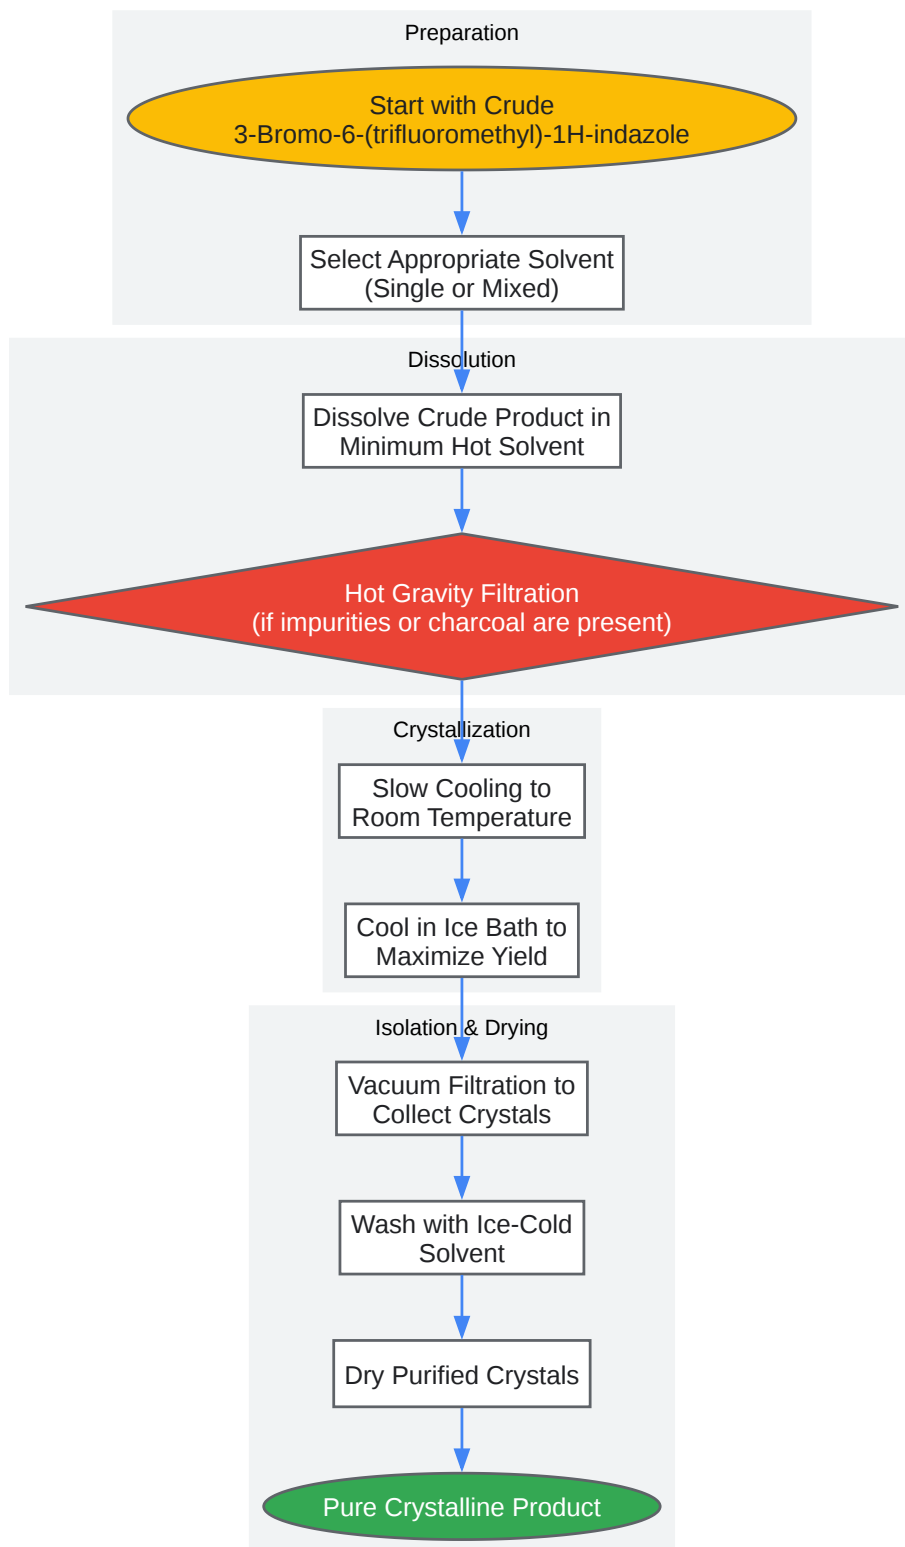 Preparation
Start with Crude
3-Bromo-6-(trifluoromethyl)-1H-indazole
Select Appropriate Solvent
(Single or Mixed)
Dissolution
Dissolve Crude Product in
Minimum Hot Solvent
Hot Gravity Filtration
(if impurities or charcoal are present)
Crystallization
Slow Cooling to
Room Temperature
Cool in Ice Bath to
Maximize Yield
Isolation & Drying
Vacuum Filtration to
Collect Crystals
Wash with Ice-Cold
Solvent
Dry Purified Crystals
Pure Crystalline Product